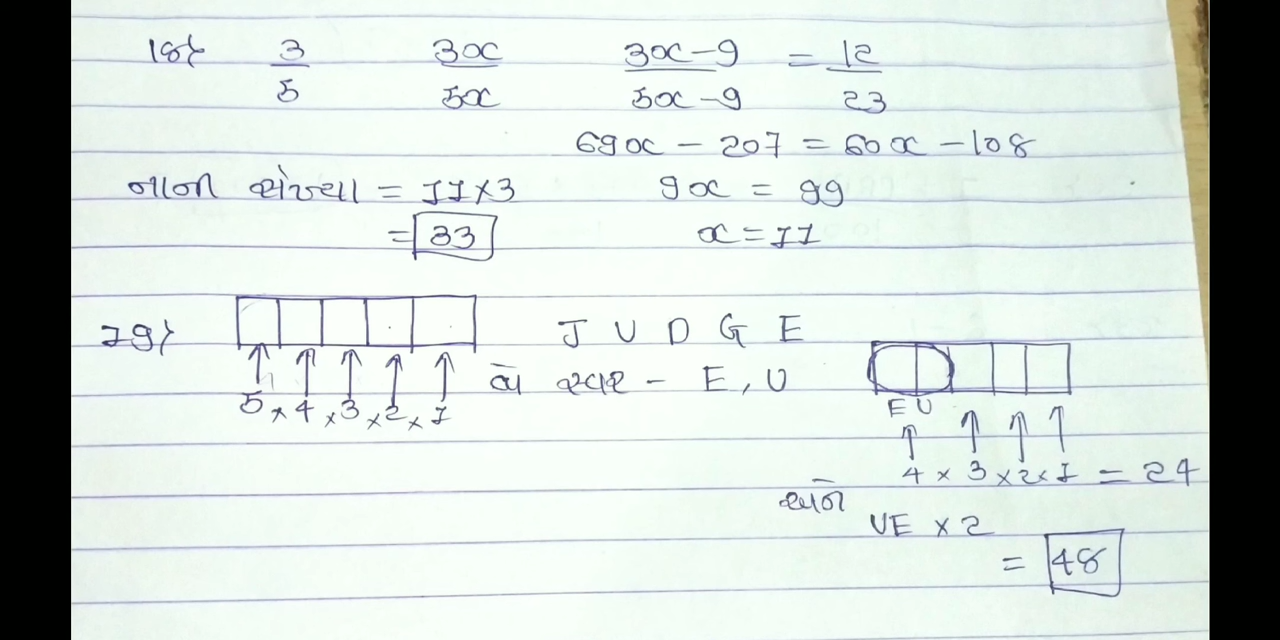 18} 3/5 3x/5x 3x-9/5x-9 = 12/23
69x - 207 = 60x - 108
નાની સંખ્યા = 11×3 9x = 99
= 33 x = 11
19} J U D G E
બે સ્વર - E, U
5 × 4 × 3 × 2 × 1
E U
4 × 3 × 2 × 1 = 24
અને
UE × 2
= 48